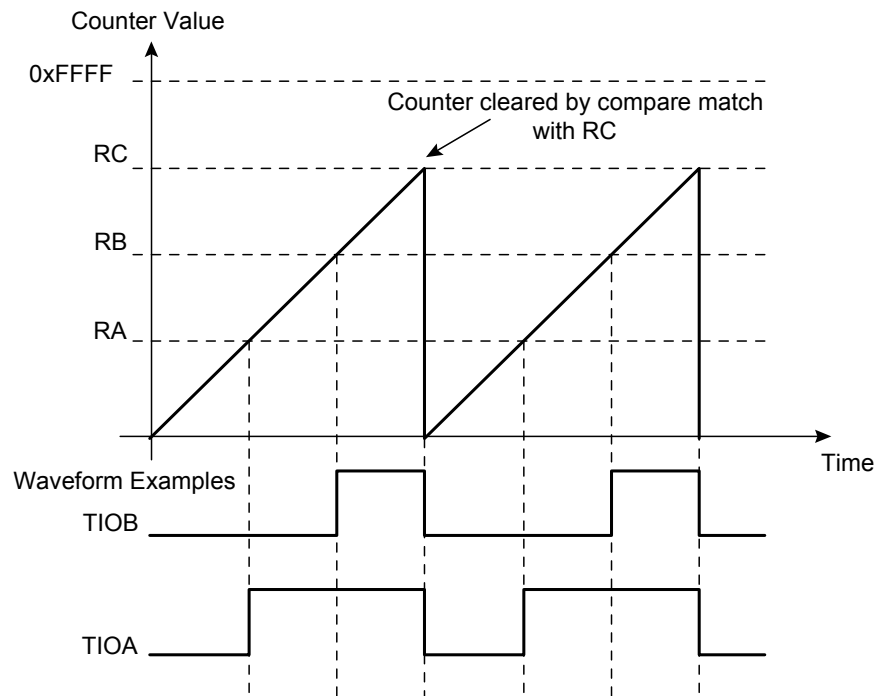 Counter Value
0xFFFF
Counter cleared by compare match
with RC
RC
RB
RA
Time
Waveform Examples
TIOB
TIOA